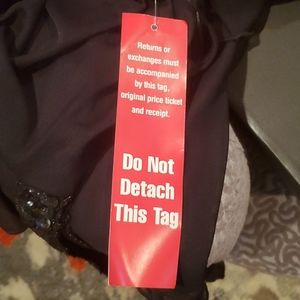 Returns or
exchanges must
be accompanied
by this tag,
original price ticket
and receipt.
Do Not
Detach
This Tag